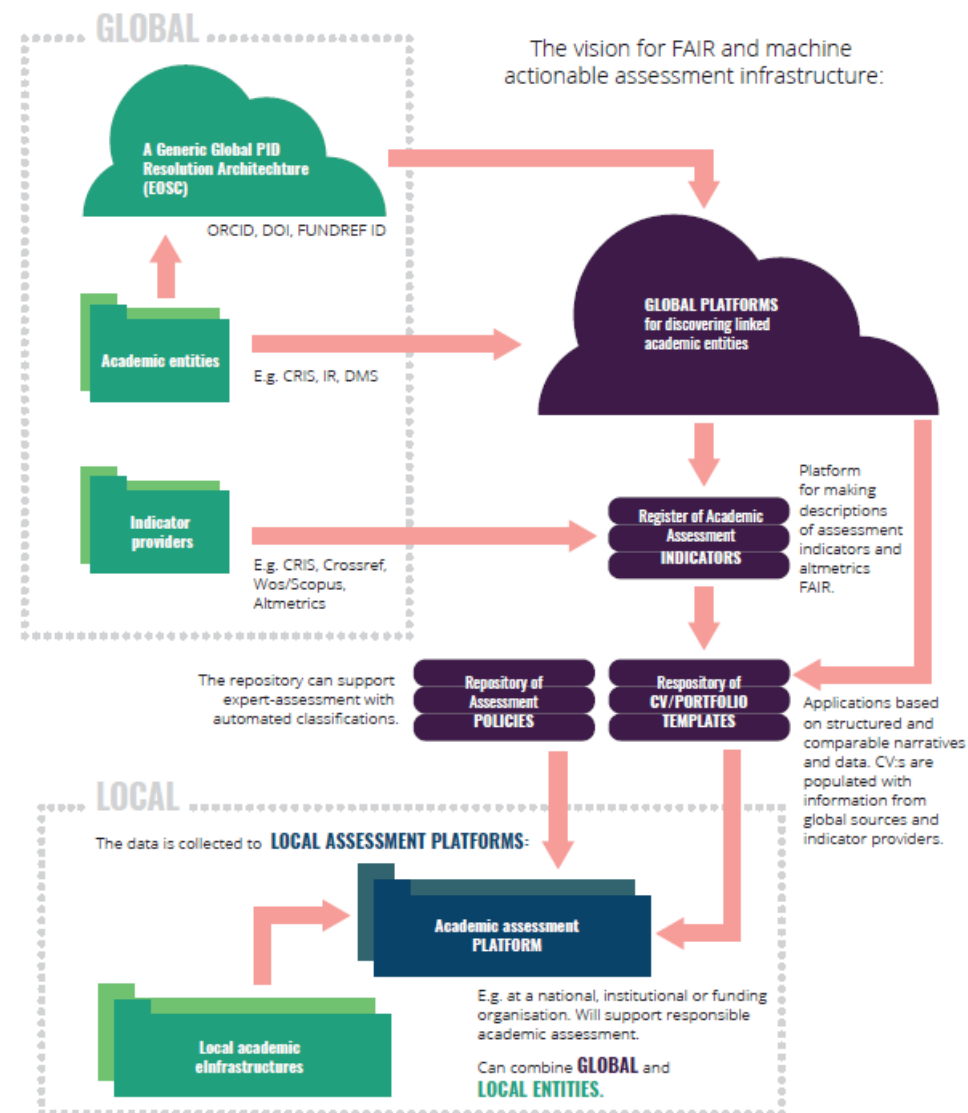 GLOBAL
The vision for FAIR and machine
actionable assessment infrastructure:
A Generic Global PID
Resolution Architechture
(EOSC)
ORCID, DOI, FUNDREF ID
GLOBAL PLATFORMS
for discovering linked
academic entities
Academic entities
E.g. CRIS, IR, DMS
Indicator
providers
E.g. CRIS, Crossref,
Wos/Scopus,
Altmetrics
Register of Academic
Assessment
INDICATORS
Platform
for making
descriptions
of assessment
indicators and
altmetrics
FAIR.
The repository can support
expert-assessment with
automated classifications.
Repository of
Assessment
POLICIES
Respository of
CV/PORTFOLIO
TEMPLATES
Applications based
on structured and
comparable narratives
and data. CV:s are
populated with
information from
global sources and
indicator providers.
LOCAL
The data is collected to LOCAL ASSESSMENT PLATFORMS:
Academic assessment
PLATFORM
Local academic
eInfrastructures
E.g. at a national, institutional or funding
organisation. Will support responsible
academic assessment.
Can combine GLOBAL and
LOCAL ENTITIES.